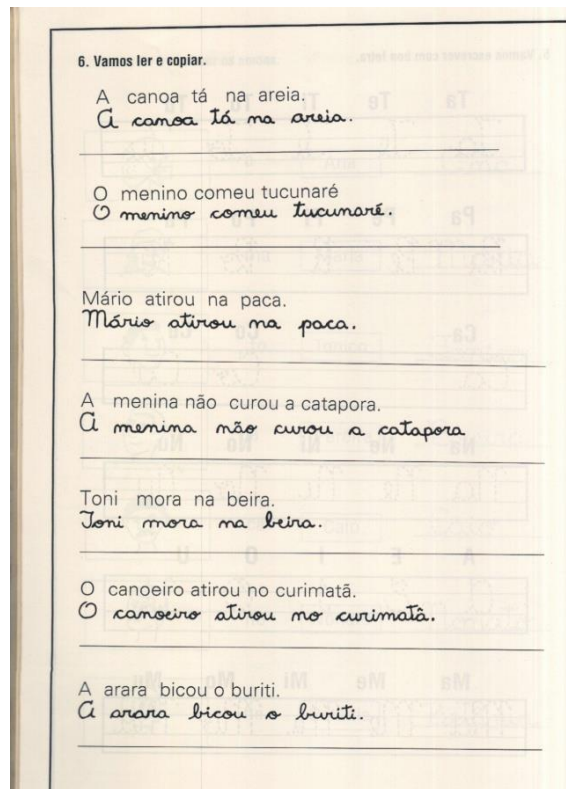 6. Vamos ler e copiar.
A canoa tá na areia.
A canoa tá na areia.
O menino comeu tucunaré
O menino comeu tucunaré.
Mário atirou na paca.
Mário atirou na paca.
A menina não curou a catapora.
A menina não curou a catapora
Toni mora na beira.
Toni mora na beira.
O canoeiro atirou no curimatã.
O canoeiro atirou no curimatã.
A arara bicou o buriti.
A arara bicou o buriti.